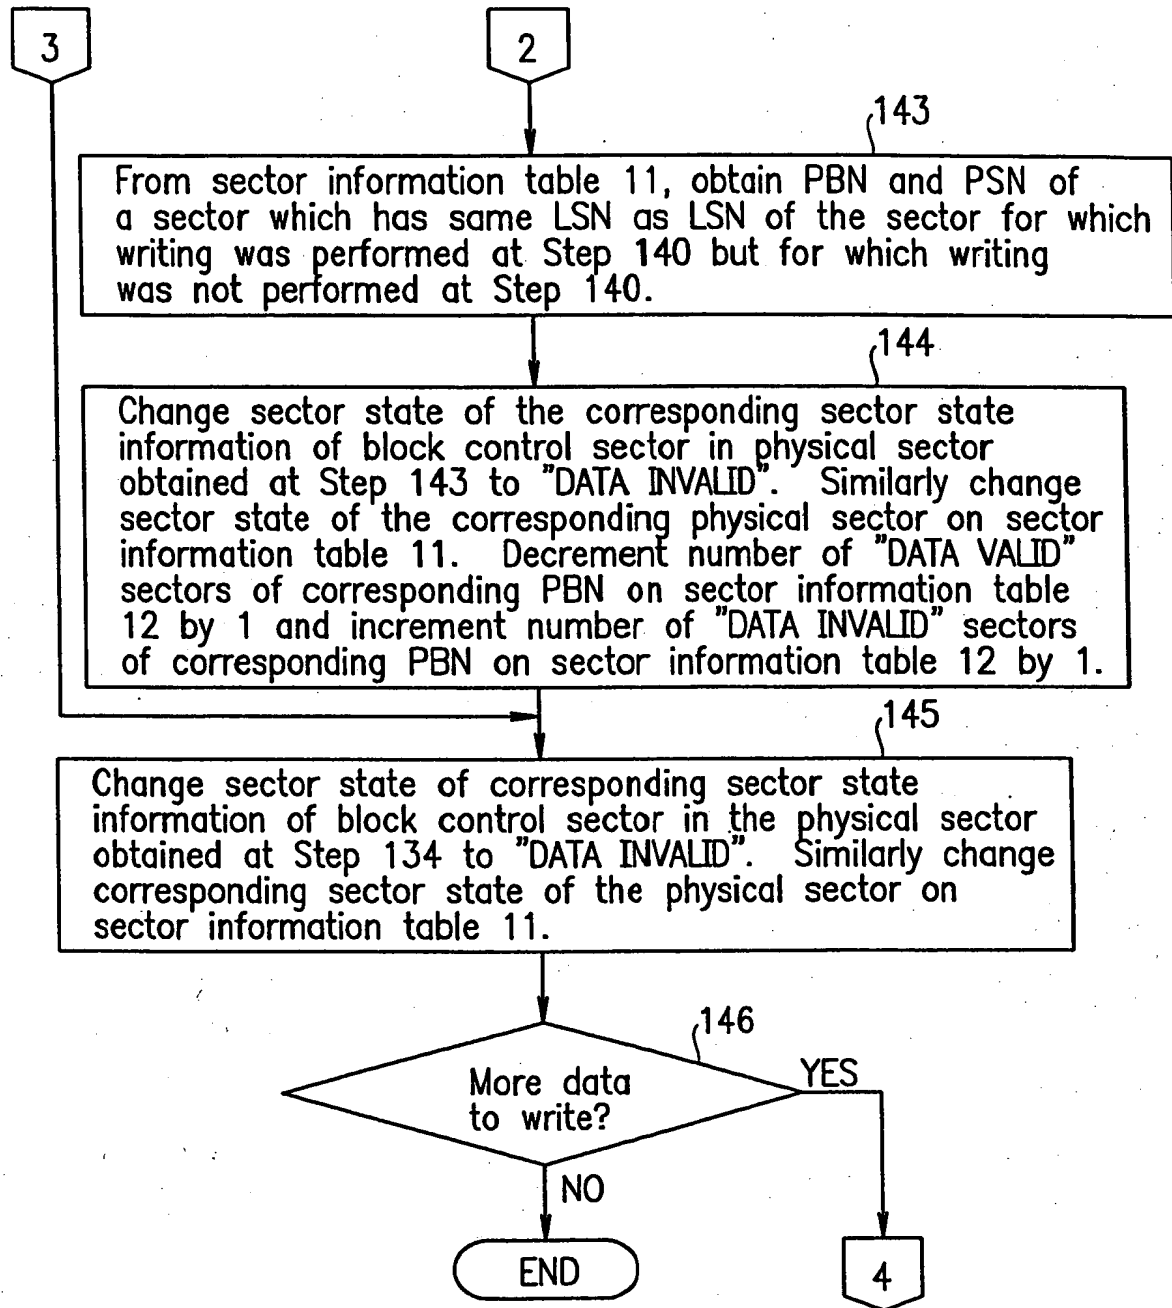 3
2
143
From sector information table 11, obtain PBN and PSN of
a sector which has same LSN as LSN of the sector for which
writing was performed at Step 140 but for which writing
was not performed at Step 140.
144
Change sector state of the corresponding sector state
information of block control sector in physical sector
obtained at Step 143 to "DATA INVALID". Similarly change
sector state of the corresponding physical sector on sector
information table 11. Decrement number of "DATA VALID"
sectors of corresponding PBN on sector information table
12 by 1 and increment number of "DATA INVALID" sectors
of corresponding PBN on sector information table 12 by 1.
145
Change sector state of corresponding sector state
information of block control sector in the physical sector
obtained at Step 134 to "DATA INVALID". Similarly change
corresponding sector state of the physical sector on
sector information table 11.
146
More data
to write?
YES
NO
END
4